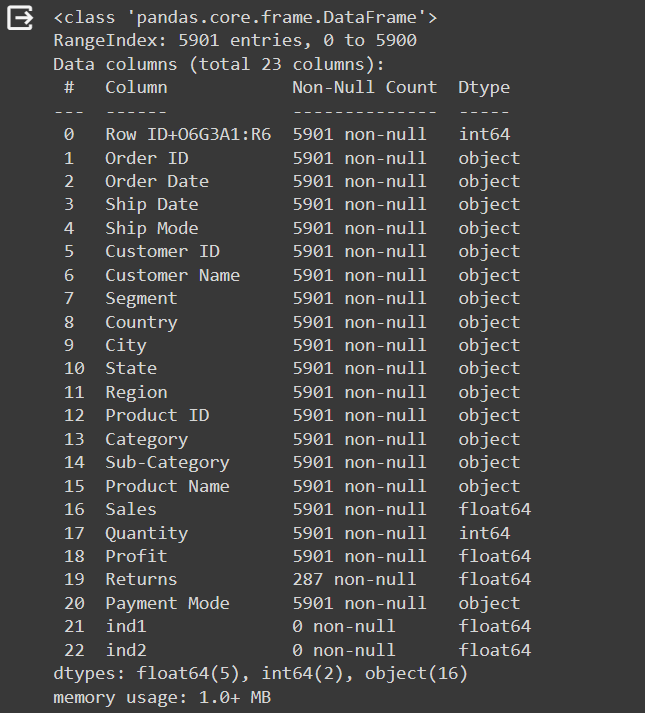 <class 'pandas.core.frame.DataFrame'>
RangeIndex: 5901 entries, 0 to 5900
Data columns (total 23 columns):
 #   Column            Non-Null Count  Dtype
---  ------            --------------  -----
 0   Row ID+O6G3A1:R6  5901 non-null   int64
 1   Order ID          5901 non-null   object
 2   Order Date        5901 non-null   object
 3   Ship Date         5901 non-null   object
 4   Ship Mode         5901 non-null   object
 5   Customer ID       5901 non-null   object
 6   Customer Name     5901 non-null   object
 7   Segment           5901 non-null   object
 8   Country           5901 non-null   object
 9   City              5901 non-null   object
 10  State             5901 non-null   object
 11  Region            5901 non-null   object
 12  Product ID        5901 non-null   object
 13  Category          5901 non-null   object
 14  Sub-Category      5901 non-null   object
 15  Product Name      5901 non-null   object
 16  Sales             5901 non-null   float64
 17  Quantity          5901 non-null   int64
 18  Profit            5901 non-null   float64
 19  Returns           287 non-null    float64
 20  Payment Mode      5901 non-null   object
 21  ind1              0 non-null      float64
 22  ind2              0 non-null      float64
dtypes: float64(5), int64(2), object(16)
memory usage: 1.0+ MB